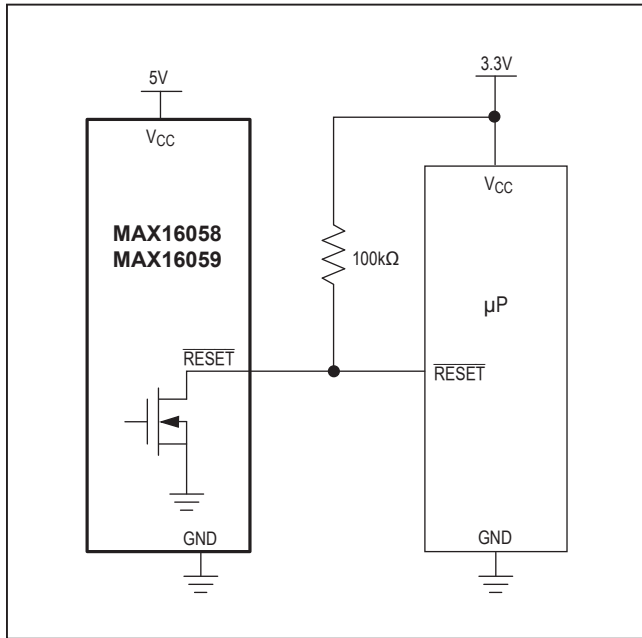 5V
VCC
MAX16058
MAX16059
RESET
GND
100kΩ
3.3V
VCC
µP
RESET
GND